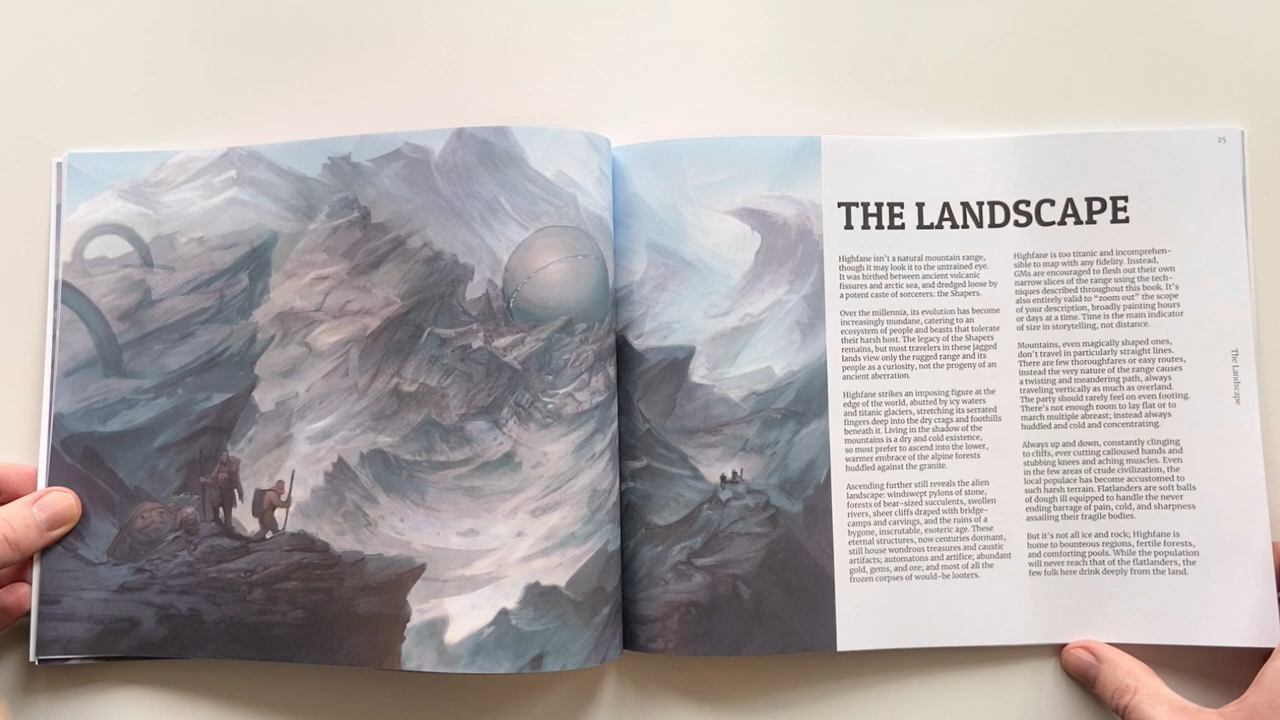 25
THE LANDSCAPE
Highfane isn't a natural mountain range,
though it may look it to the untrained eye.
It was birthed between ancient volcanic
fissures and arctic sea, and dredged loose by
a potent caste of sorcerers: the Shapers.
Over the millennia, its evolution has become
increasingly mundane, catering to an
ecosystem of people and beasts that tolerate
their harsh host. The legacy of the Shapers
remains, but most travelers in these jagged
lands view only the rugged range and its
people as a curiosity, not the progeny of an
ancient aberration.
Highfane strikes an imposing figure at the
edge of the world, abutted by icy waters
and titanic glaciers, stretching its serrated
fingers deep into the dry crags and foothills
beneath it. Living in the shadow of the
mountains is a dry and cold existence,
so most prefer to ascend into the lower,
warmer embrace of the alpine forests
huddled against the granite.
Ascending further still reveals the alien
landscape: windswept pylons of stone,
forests of bear-sized succulents, swollen
rivers, sheer cliffs draped with bridge-
camps and carvings, and the ruins of a
bygone, inscrutable, esoteric age. These
eternal structures, now centuries dormant,
still house wondrous treasures and caustic
artifacts; automatons and artifice; abundant
gold, gems, and ore; and most of all the
frozen corpses of would-be looters.
Highfane is too titanic and incomprehen-
sible to map with any fidelity. Instead,
GMs are encouraged to flesh out their own
narrow slices of the range using the tech-
niques described throughout this book. It's
also entirely valid to "zoom out" the scope
of your description, broadly painting hours
or days at a time. Time is the main indicator
of size in storytelling, not distance.
Mountains, even magically shaped ones,
don't travel in particularly straight lines.
There are few thoroughfares or easy routes,
instead the very nature of the range causes
a twisting and meandering path, always
traveling vertically as much as overland.
The party should rarely feel on even footing.
There's not enough room to lay flat or to
march multiple abreast; instead always
huddled and cold and concentrating.
Always up and down, constantly clinging
to cliffs, ever cutting calloused hands and
stubbing knees and aching muscles. Even
in the few areas of crude civilization, the
local populace has become accustomed to
such harsh terrain. Flatlanders are soft balls
of dough ill equipped to handle the never
ending barrage of pain, cold, and sharpness
assailing their fragile bodies.
But it's not all ice and rock; Highfane is
home to bounteous regions, fertile forests,
and comforting pools. While the population
will never reach that of the flatlanders, the
few folk here drink deeply from the land.
The Landscape